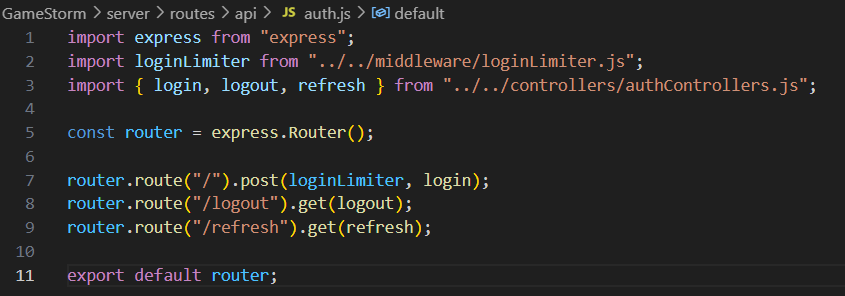 GameStorm > server > routes > api > JS auth.js > default
1 import express from "express";
2 import loginLimiter from "../../middleware/loginLimiter.js";
3 import { login, logout, refresh } from "../../controllers/authControllers.js";
4
5 const router = express.Router();
6
7 router.route("/").post(loginLimiter, login);
8 router.route("/logout").get(logout);
9 router.route("/refresh").get(refresh);
10
11 export default router;